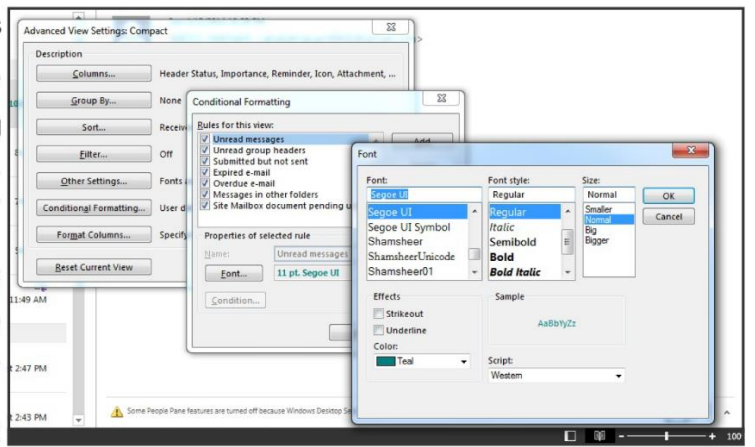 Advanced View Settings: Compact
Description
Columns...
Header Status, Importance, Reminder, Icon, Attachment, ...
Group By...
None
Sort...
Filter...
Off
Other Settings...
Fonts
Conditional Formatting...
User d
Format Columns...
Specify
Reset Current View
Conditional Formatting
Rules for this view:
Unread messages
Unread group headers
Submitted but not sent
Expired e-mail
Overdue e-mail
Messages in other folders
Site Mailbox document pending u
Add
Properties of selected rule
Name:
Unread messages
Font...
11 pt. Segoe UI
Condition...
Font
Font:
Segoe UI
Segoe UI
Segoe UI Symbol
Shamsheer
ShamsheerUnicode
Shamsheer01
Font style:
Regular
Regular
Italic
Semibold
Bold
Bold Italic
Size:
Normal
Smaller
Normal
Big
Bigger
OK
Cancel
Effects
Strikeout
Underline
Color:
Teal
Sample
AaBbYyZz
Script:
Western
11:49 AM
2:47 PM
2:43 PM
Some People Pane features are turned off because Windows Desktop Se
100